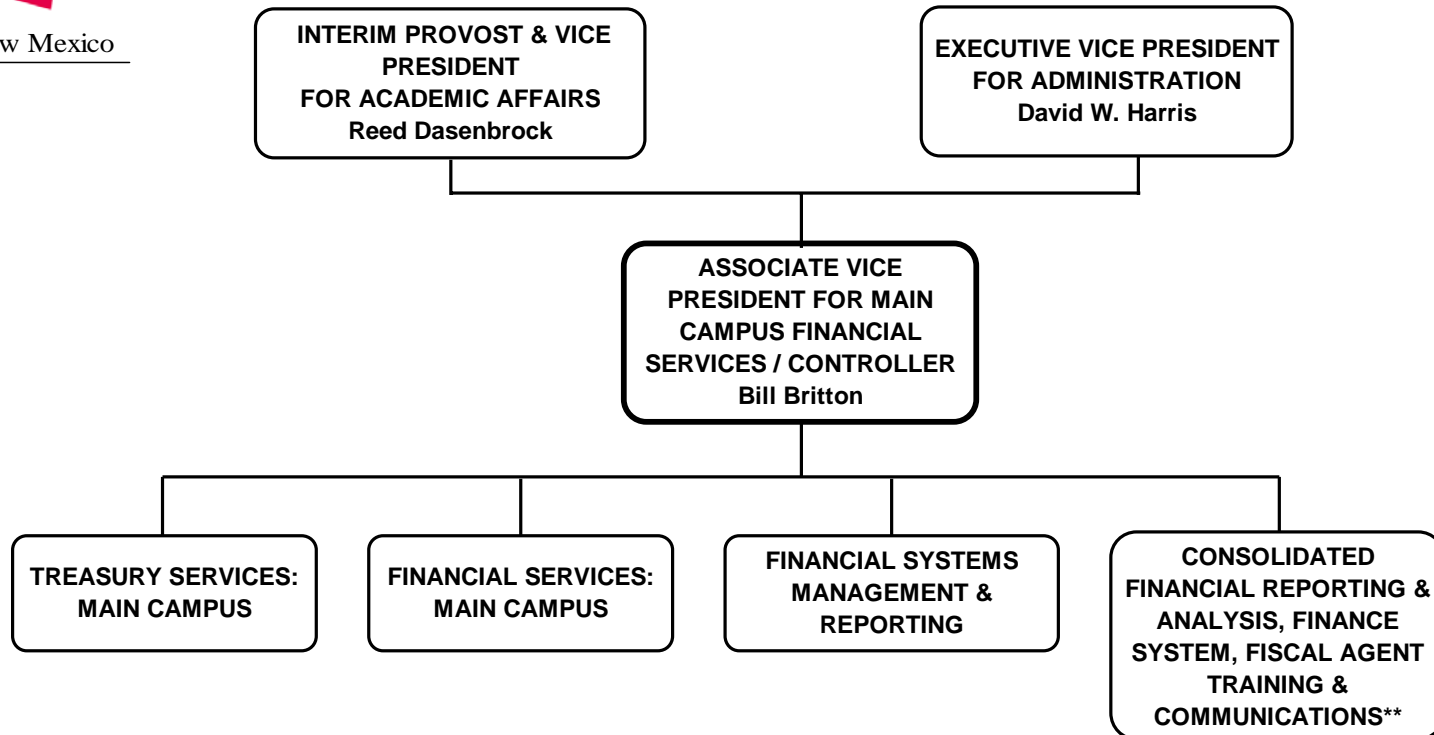 w Mexico
INTERIM PROVOST & VICE
PRESIDENT
FOR ACADEMIC AFFAIRS
Reed Dasenbrock
EXECUTIVE VICE PRESIDENT
FOR ADMINISTRATION
David W. Harris
ASSOCIATE VICE
PRESIDENT FOR MAIN
CAMPUS FINANCIAL
SERVICES / CONTROLLER
Bill Britton
TREASURY SERVICES:
MAIN CAMPUS
FINANCIAL SERVICES:
MAIN CAMPUS
FINANCIAL SYSTEMS
MANAGEMENT &
REPORTING
CONSOLIDATED
FINANCIAL REPORTING &
ANALYSIS, FINANCE
SYSTEM, FISCAL AGENT
TRAINING &
COMMUNICATIONS**